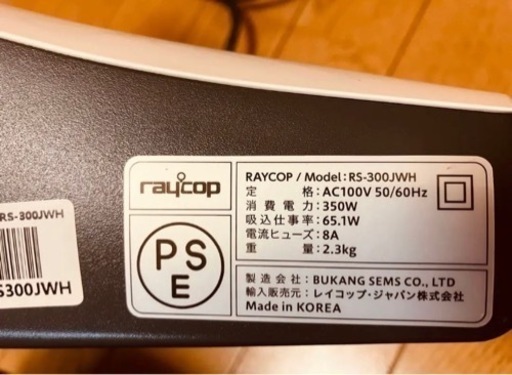 raycop
RAYCOP / Model:RS-300JWH
定格:AC100V 50/60Hz
消費電力:350W
吸込仕事率:65.1W
電流ヒューズ:8A
重量:2.3kg
PS
E
製造会社:BUKANG SEMS CO., LTD
輸入販売元:レイコップ・ジャパン株式会社
Made in KOREA
RS-300JWH
S300JWH